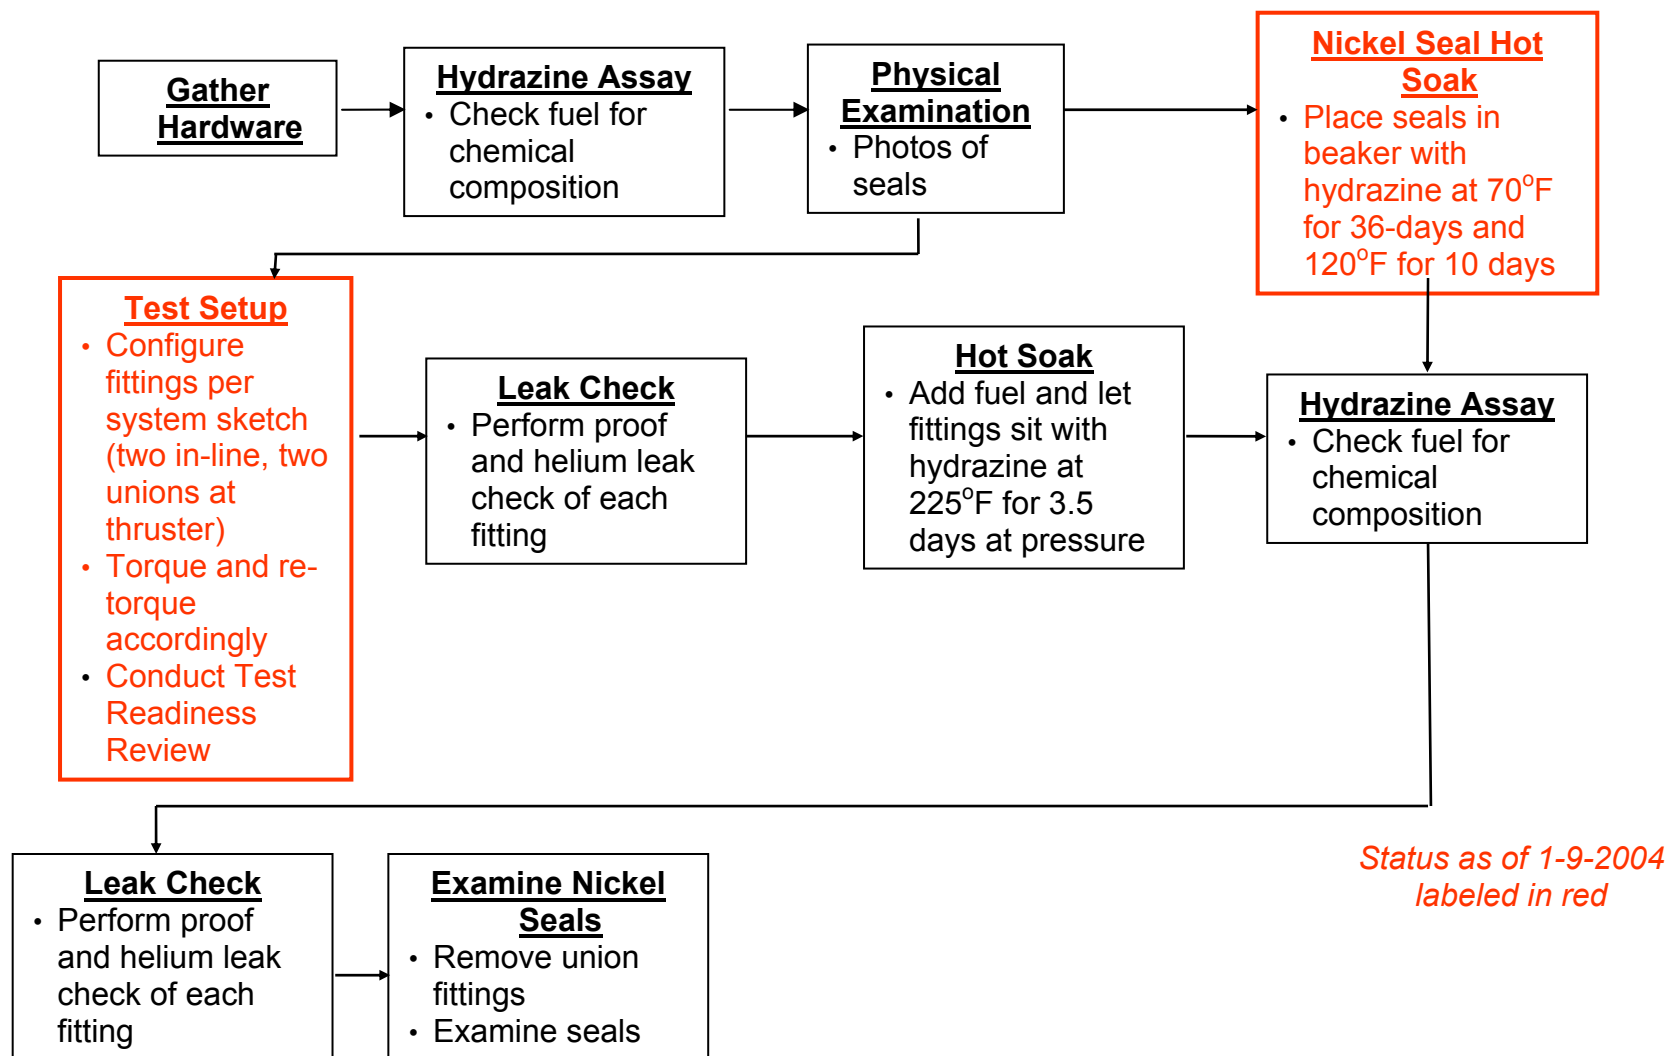 Gather
Hardware
Hydrazine Assay
• Check fuel for
chemical
composition
Physical
Examination
• Photos of
seals
Nickel Seal Hot
Soak
• Place seals in
beaker with
hydrazine at 70°F
for 36-days and
120°F for 10 days
Test Setup
• Configure
fittings per
system sketch
(two in-line, two
unions at
thruster)
• Torque and re-
torque
accordingly
• Conduct Test
Readiness
Review
Leak Check
• Perform proof
and helium leak
check of each
fitting
Hot Soak
• Add fuel and let
fittings sit with
hydrazine at
225°F for 3.5
days at pressure
Hydrazine Assay
• Check fuel for
chemical
composition
Leak Check
• Perform proof
and helium leak
check of each
fitting
Examine Nickel
Seals
• Remove union
fittings
• Examine seals
Status as of 1-9-2004
labeled in red